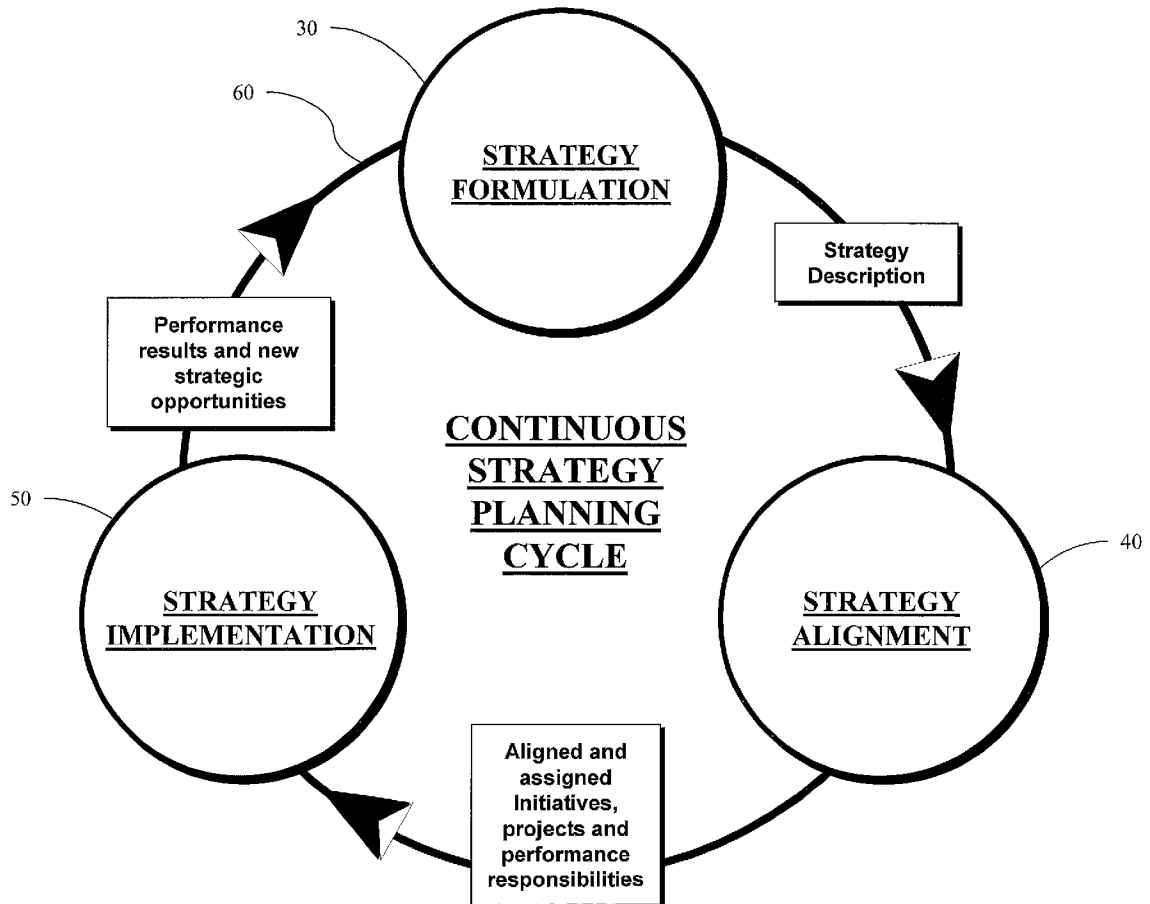 30
60
STRATEGY
FORMULATION
Strategy
Description
Performance
results and new
strategic
opportunities
CONTINUOUS
STRATEGY
PLANNING
CYCLE
50
40
STRATEGY
IMPLEMENTATION
STRATEGY
ALIGNMENT
Aligned and
assigned
Initiatives,
projects and
performance
responsibilities